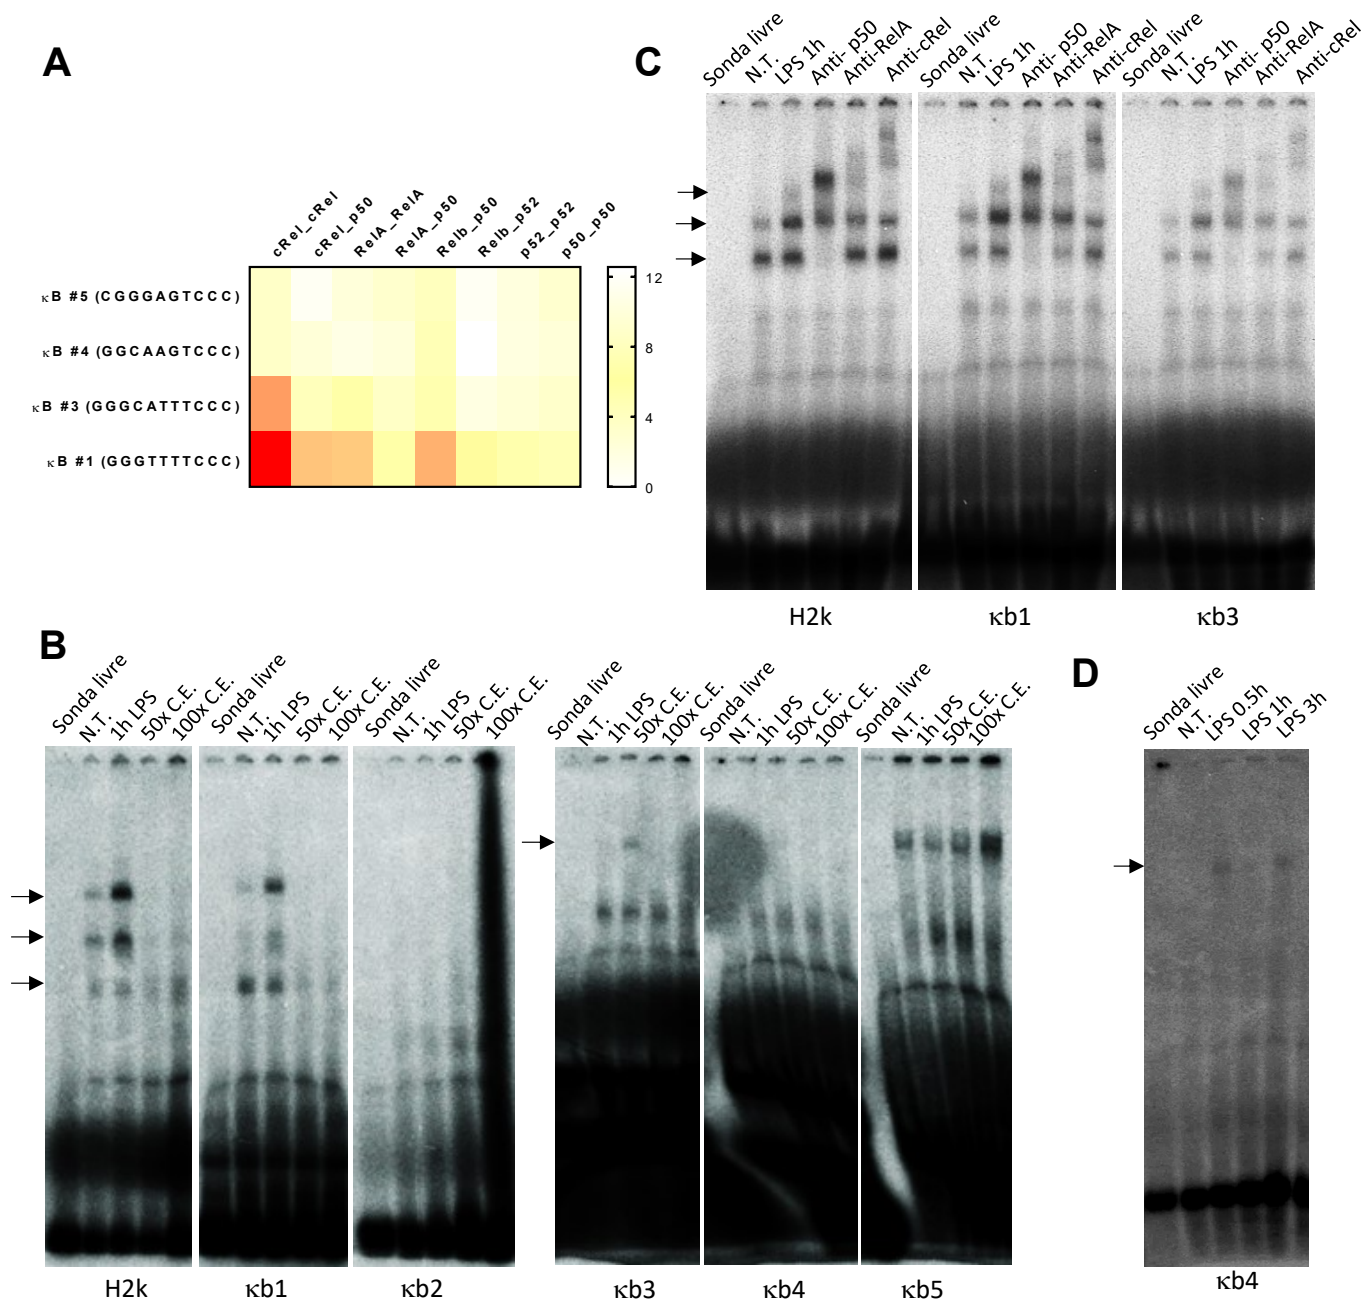 A
cRel_cRel
cRel_p50
RelA_RelA
RelA_p50
Relb_p50
Relb_p52
p52_p52
p50_p50
κB #5 (CGGGAGTCCC)
κB #4 (GGCAAGTCCC)
κB #3 (GGGCATTTCCC)
κB #1 (GGGTTTTCCC)
12
8
4
0
C
Sonda livre
N.T.
LPS 1h
Anti- p50
Anti-RelA
Anti-cRel
Sonda livre
N.T.
LPS 1h
Anti- p50
Anti-RelA
Anti-cRel
Sonda livre
N.T.
LPS 1h
Anti- p50
Anti-RelA
Anti-cRel
H2k
κb1
κb3
B
Sonda livre
N.T.
1h LPS
50x C.E.
100x C.E.
Sonda livre
N.T.
1h LPS
50x C.E.
100x C.E.
Sonda livre
N.T.
1h LPS
50x C.E.
100x C.E.
Sonda livre
N.T.
1h LPS
50x C.E.
100x C.E.
Sonda livre
N.T.
1h LPS
50x C.E.
100x C.E.
Sonda livre
N.T.
1h LPS
50x C.E.
100x C.E.
H2k
κb1
κb2
κb3
κb4
κb5
D
Sonda livre
N.T.
LPS 0.5h
LPS 1h
LPS 3h
κb4